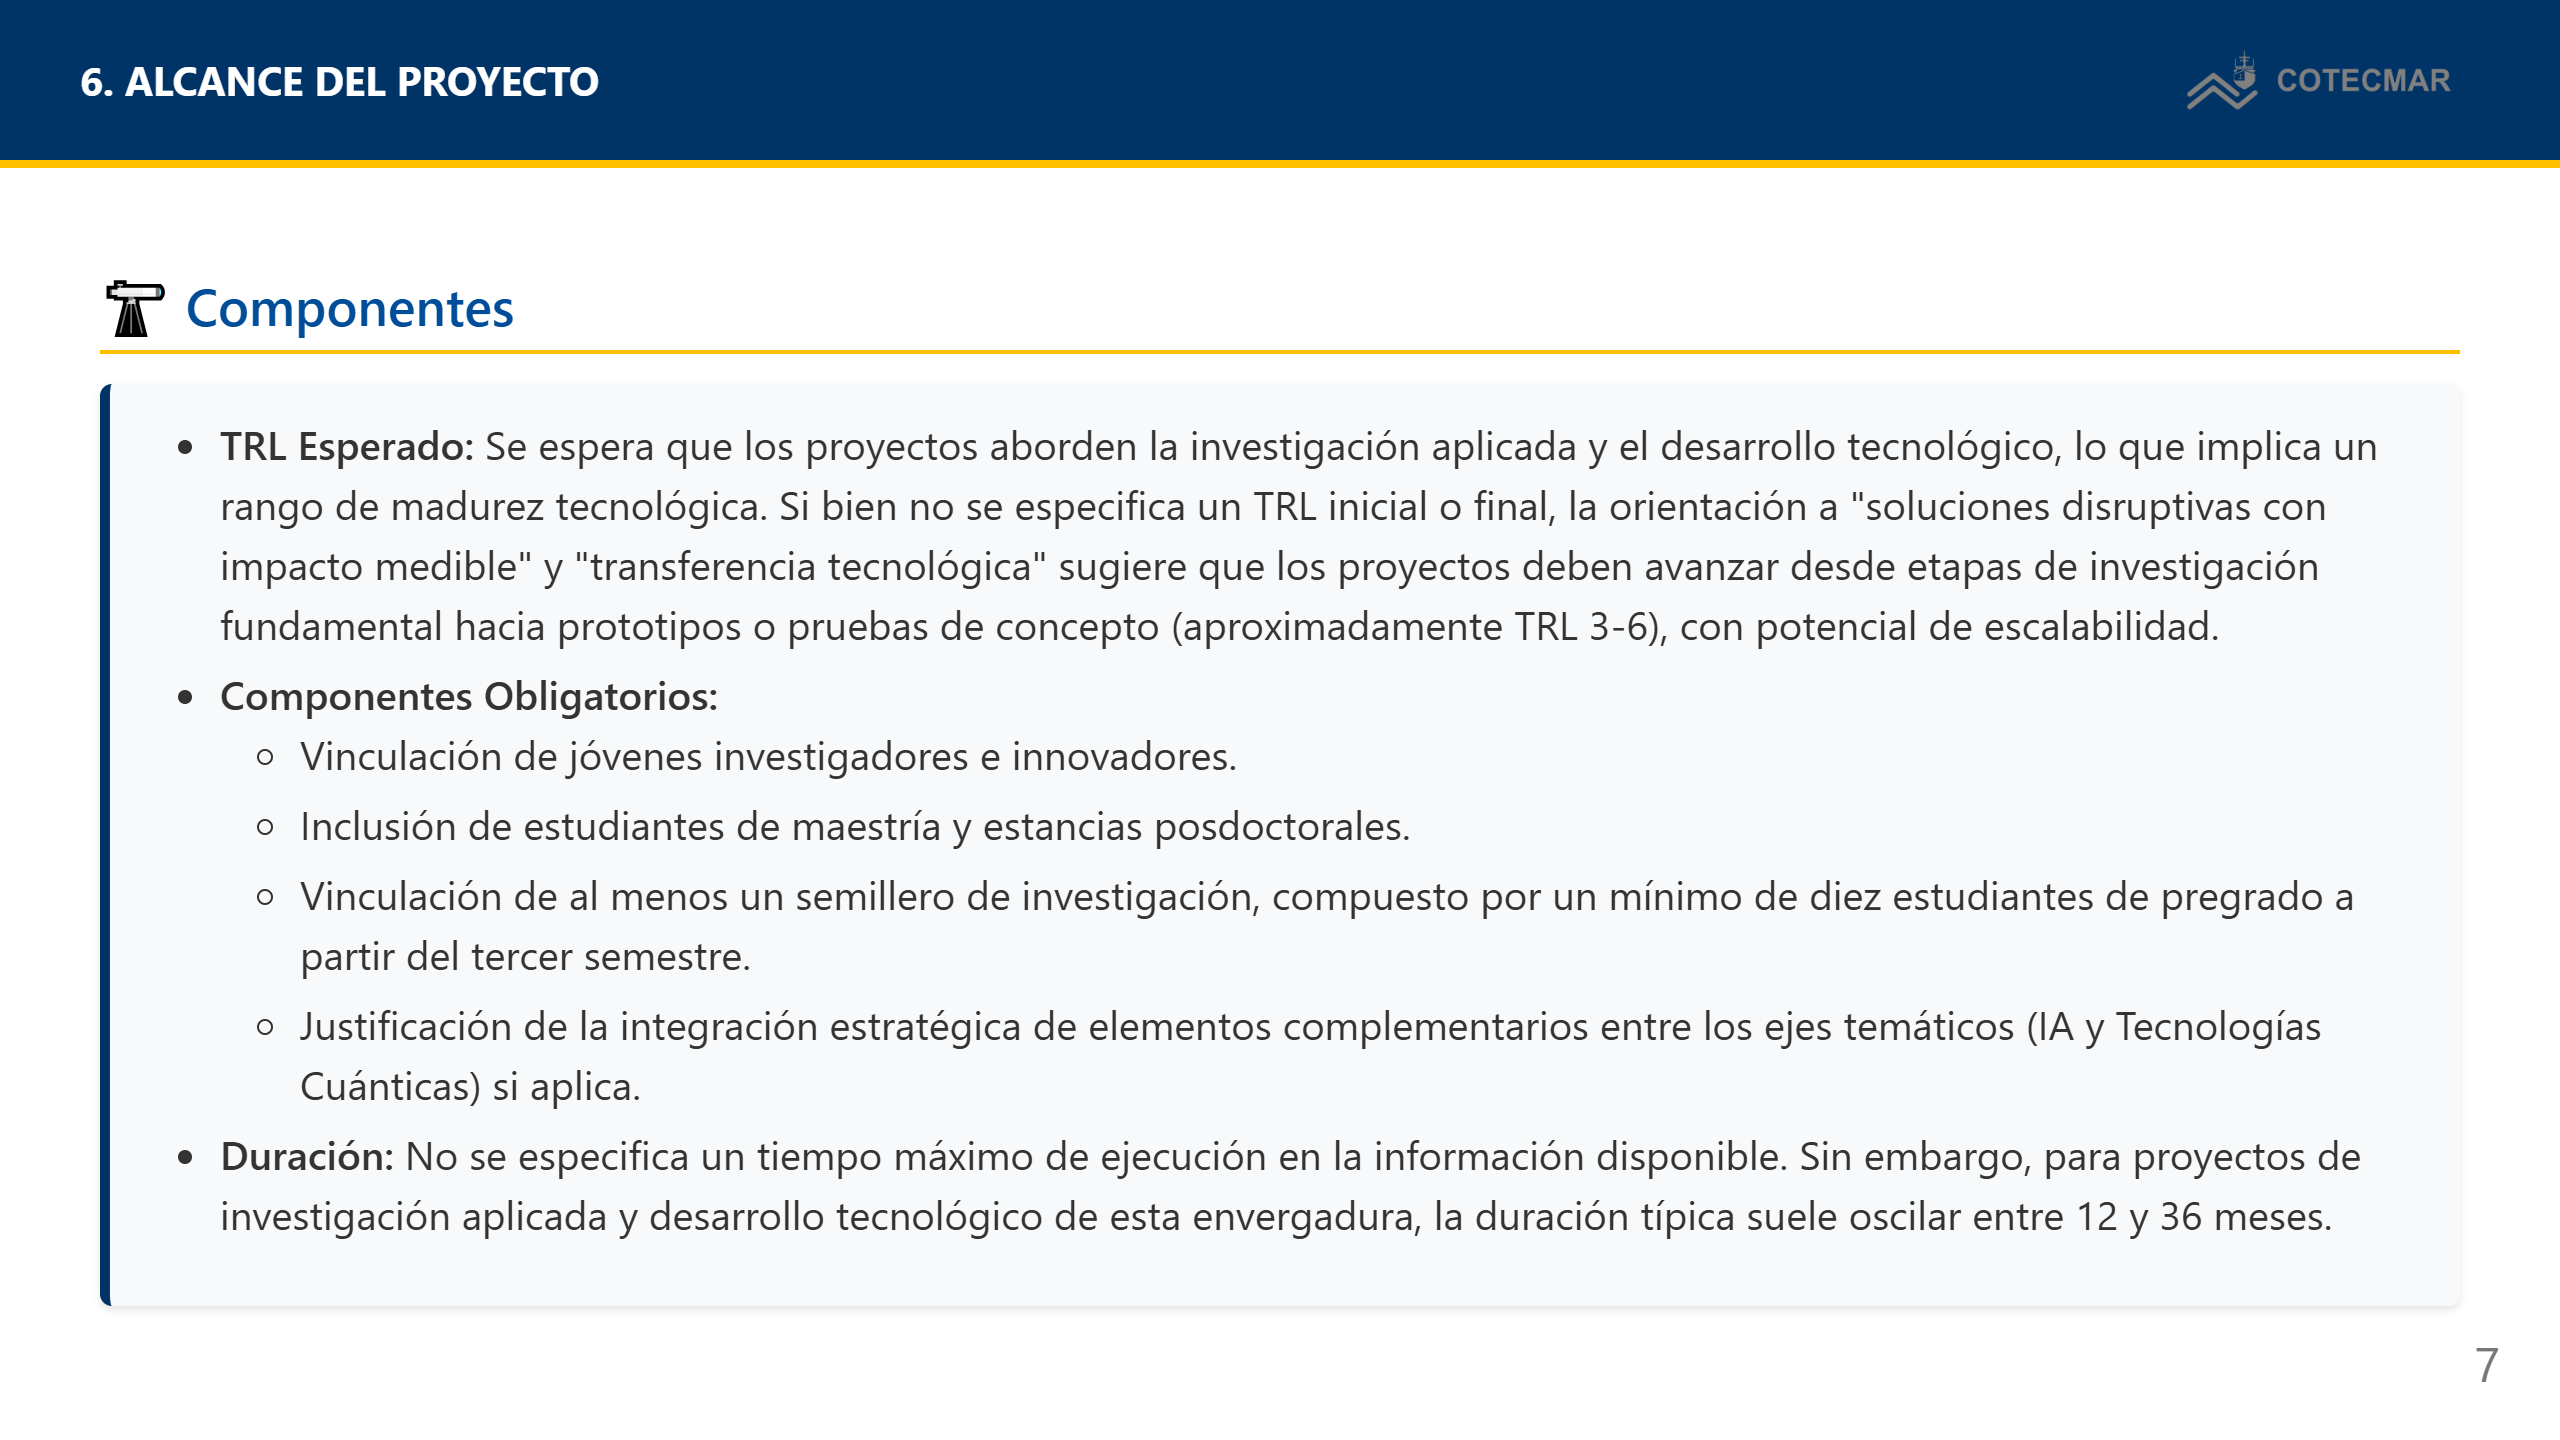 6. ALCANCE DEL PROYECTO
COTECMAR
Componentes
• TRL Esperado: Se espera que los proyectos aborden la investigación aplicada y el desarrollo tecnológico, lo que implica un
rango de madurez tecnológica. Si bien no se especifica un TRL inicial o final, la orientación a "soluciones disruptivas con
impacto medible" y "transferencia tecnológica" sugiere que los proyectos deben avanzar desde etapas de investigación
fundamental hacia prototipos o pruebas de concepto (aproximadamente TRL 3-6), con potencial de escalabilidad.
• Componentes Obligatorios:
○ Vinculación de jóvenes investigadores e innovadores.
○ Inclusión de estudiantes de maestría y estancias posdoctorales.
○ Vinculación de al menos un semillero de investigación, compuesto por un mínimo de diez estudiantes de pregrado a
partir del tercer semestre.
○ Justificación de la integración estratégica de elementos complementarios entre los ejes temáticos (IA y Tecnologías
Cuánticas) si aplica.
• Duración: No se especifica un tiempo máximo de ejecución en la información disponible. Sin embargo, para proyectos de
investigación aplicada y desarrollo tecnológico de esta envergadura, la duración típica suele oscilar entre 12 y 36 meses.
7